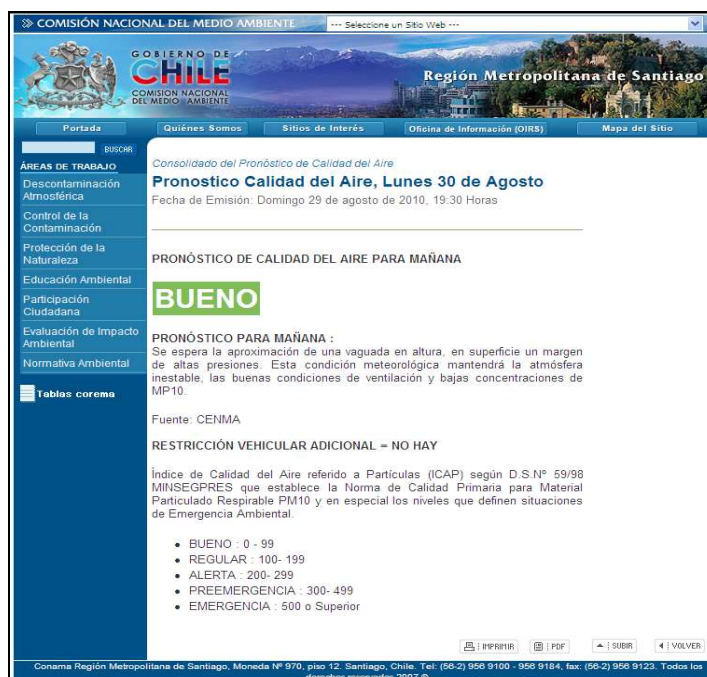 COMISIÓN NACIONAL DEL MEDIO AMBIENTE
--- Seleccione un Sitio Web ---
GOBIERNO DE
CHILE
COMISION NACIONAL
DEL MEDIO AMBIENTE
Región Metropolitana de Santiago
Portada
Quiénes Somos
Sitios de Interés
Oficina de Información (OIRS)
Mapa del Sitio
BUSCAR
ÁREAS DE TRABAJO
Descontaminación
Atmosférica
Control de la
Contaminación
Protección de la
Naturaleza
Educación Ambiental
Participación
Ciudadana
Evaluación de Impacto
Ambiental
Normativa Ambiental
Tablas corema
Consolidado del Pronóstico de Calidad del Aire
Pronostico Calidad del Aire, Lunes 30 de Agosto
Fecha de Emisión: Domingo 29 de agosto de 2010, 19:30 Horas
PRONÓSTICO DE CALIDAD DEL AIRE PARA MAÑANA
BUENO
PRONÓSTICO PARA MAÑANA :
Se espera la aproximación de una vaguada en altura, en superficie un margen
de altas presiones. Esta condición meteorológica mantendrá la atmósfera
inestable, las buenas condiciones de ventilación y bajas concentraciones de
MP10.
Fuente: CENMA
RESTRICCIÓN VEHICULAR ADICIONAL = NO HAY
Índice de Calidad del Aire referido a Partículas (ICAP) según D.S.Nº 59/98
MINSEGPRES que establece la Norma de Calidad Primaria para Material
Particulado Respirable PM10 y en especial los niveles que definen situaciones
de Emergencia Ambiental.
BUENO : 0 - 99
REGULAR : 100- 199
ALERTA : 200- 299
PREEMERGENCIA : 300- 499
EMERGENCIA : 500 o Superior
IMPRIMIR
PDF
SUBIR
VOLVER
Conama Región Metropolitana de Santiago, Moneda Nº 970, piso 12. Santiago, Chile. Tel: (56-2) 956 9100 - 956 9184, fax: (56-2) 956 9123. Todos los
derechos reservados 2007 ©